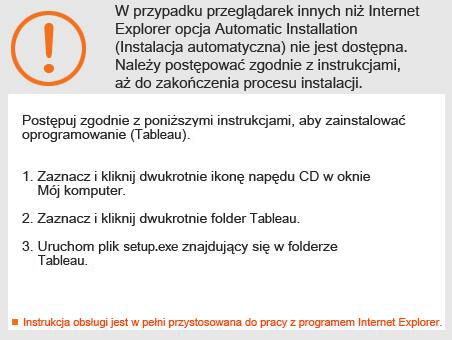 W przypadku przeglądarek innych niż Internet
Explorer opcja Automatic Installation
(Instalacja automatyczna) nie jest dostępna.
Należy postępować zgodnie z instrukcjami,
aż do zakończenia procesu instalacji.
Postępuj zgodnie z poniższymi instrukcjami, aby zainstalować
oprogramowanie (Tableau).
1. Zaznacz i kliknij dwukrotnie ikonę napędu CD w oknie
Mój komputer.
2. Zaznacz i kliknij dwukrotnie folder Tableau.
3. Uruchom plik setup.exe znajdujący się w folderze
Tableau.
Instrukcja obsługi jest w pełni przystosowana do pracy z programem Internet Explorer.